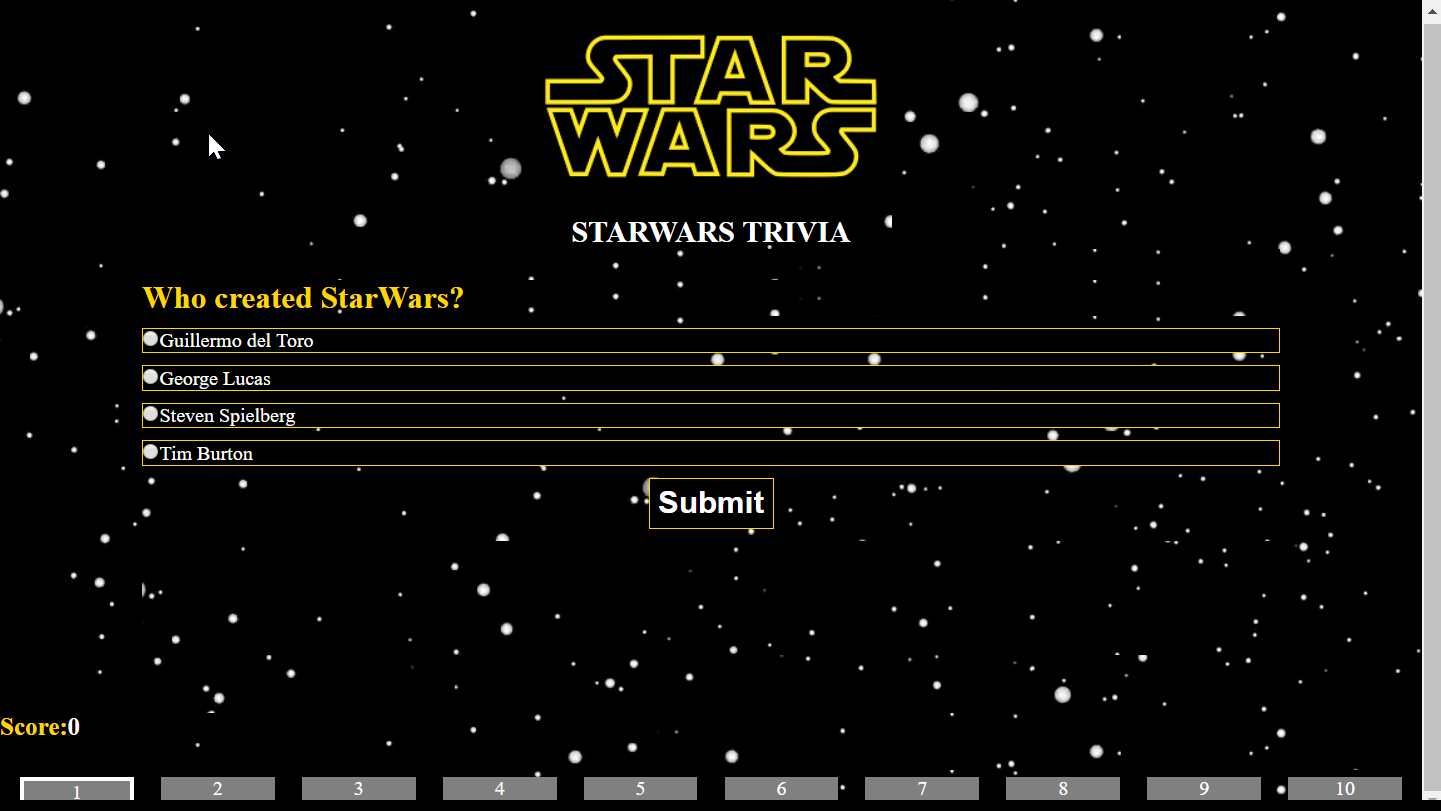 STAR
WARS
STARWARS TRIVIA
Who created StarWars?
Guillermo del Toro
George Lucas
Steven Spielberg
Tim Burton
Submit
Score:0
1 2 3 4 5 6 7 8 9 10